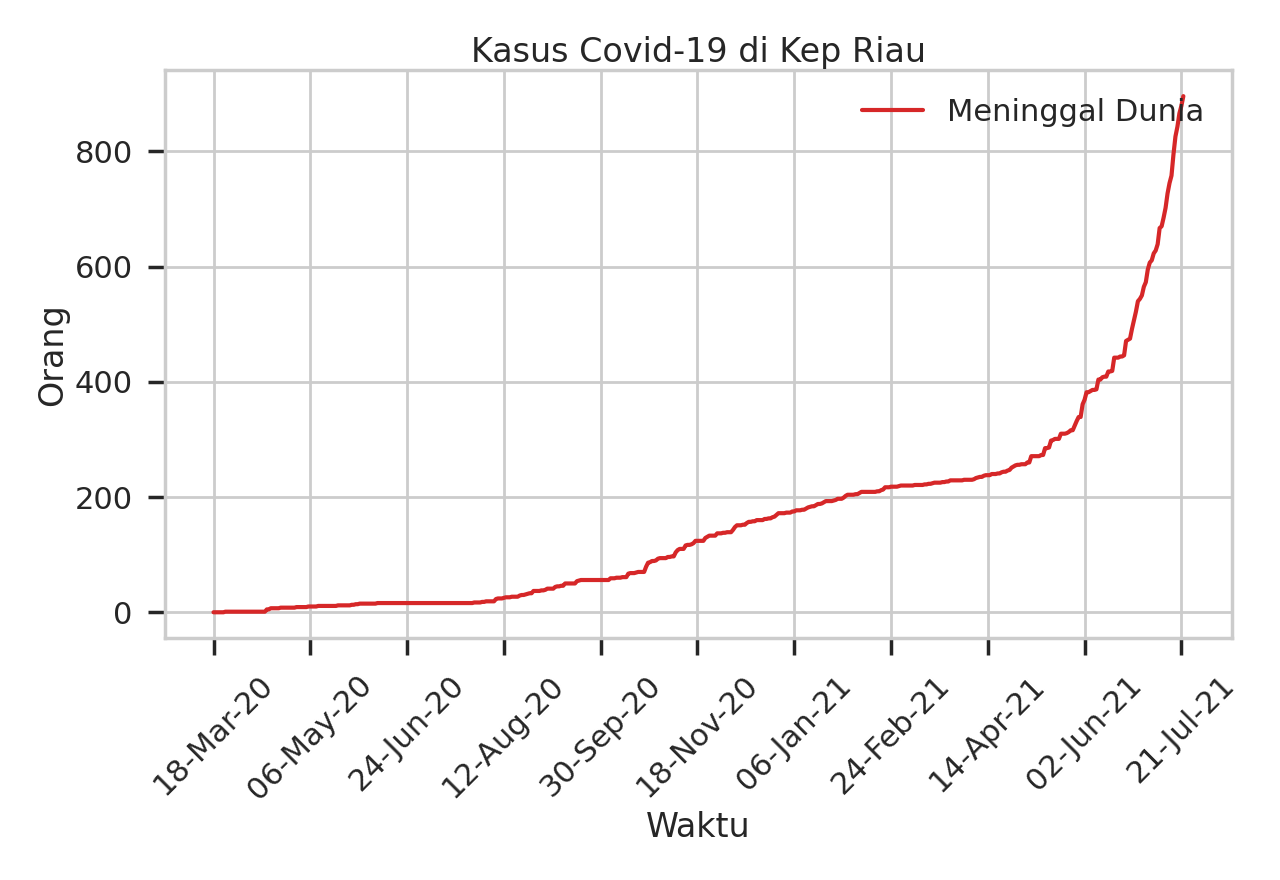 Kasus Covid-19 di Kep Riau
Meninggal Dunia
Orang
800
600
400
200
0
18-Mar-20
06-May-20
24-Jun-20
12-Aug-20
30-Sep-20
18-Nov-20
06-Jan-21
24-Feb-21
14-Apr-21
02-Jun-21
21-Jul-21
Waktu